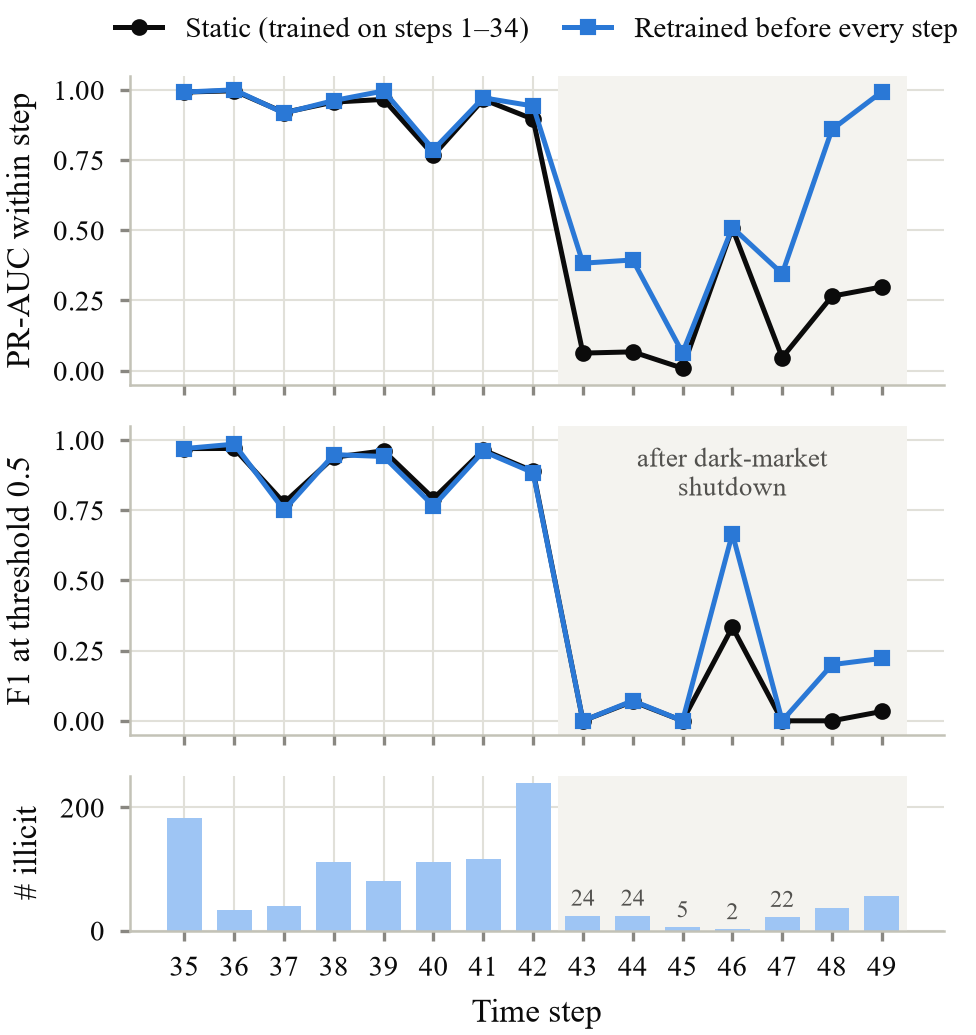 Static (trained on steps 1–34) Retrained before every step
PR-AUC within step
1.00
0.75
0.50
0.25
0.00
F1 at threshold 0.5
1.00
0.75
0.50
0.25
0.00
after dark-market
shutdown
# illicit
200
0
24 24 5 2 22
35 36 37 38 39 40 41 42 43 44 45 46 47 48 49
Time step